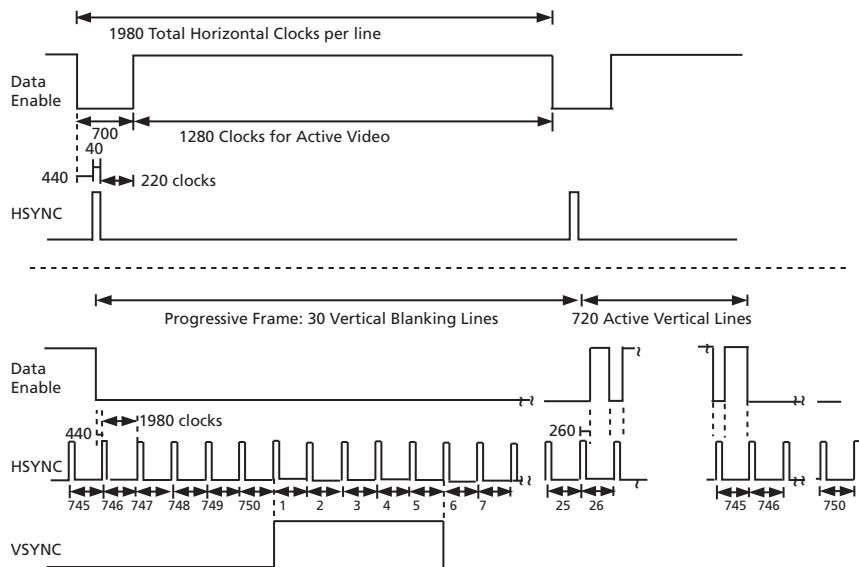 1980 Total Horizontal Clocks per line
Data
Enable
700
1280 Clocks for Active Video
40
440
220 clocks
HSYNC
Progressive Frame: 30 Vertical Blanking Lines
720 Active Vertical Lines
Data
Enable
1980 clocks
440
260
HSYNC
745 746 747 748 749 750 1 2 3 4 5 6 7 25 26 745 746 750
VSYNC